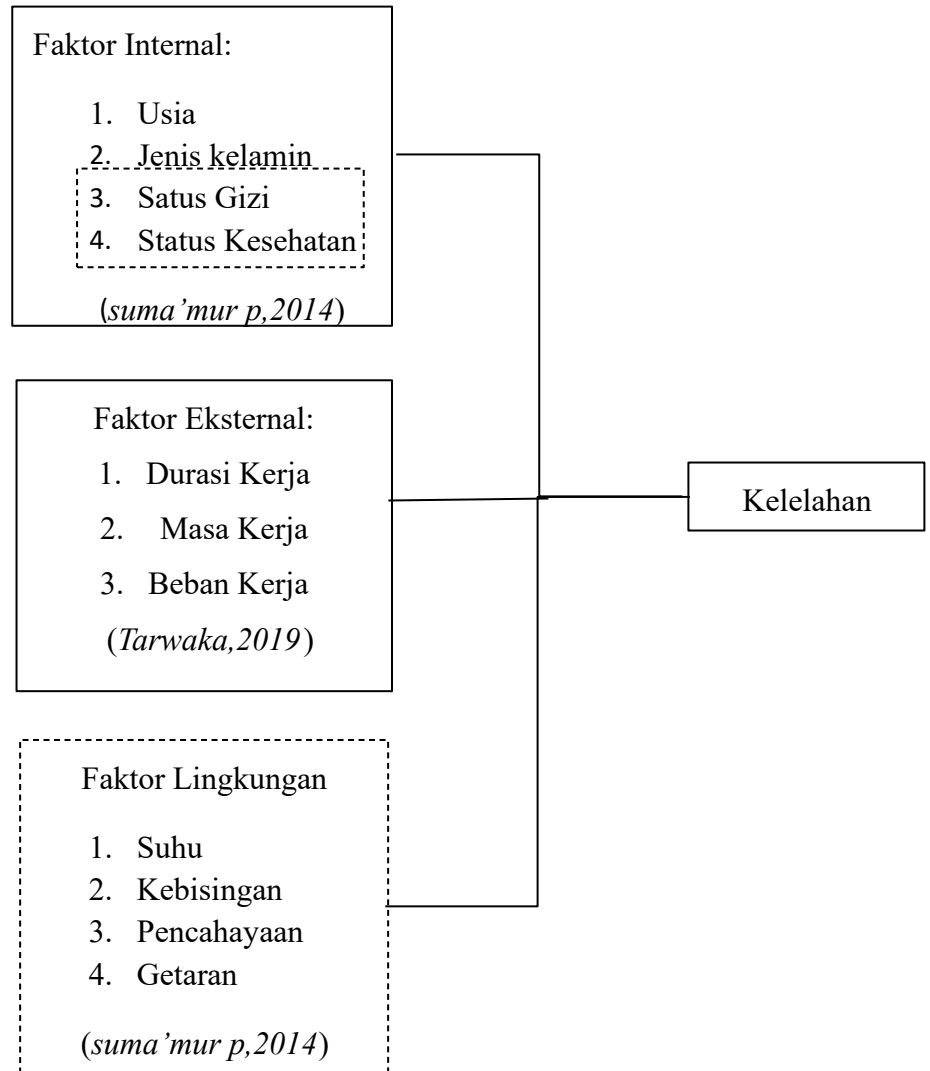 Faktor Internal:
1. Usia
2. Jenis kelamin
3. Satus Gizi
4. Status Kesehatan
(suma’mur p,2014)
Faktor Eksternal:
1. Durasi Kerja
2. Masa Kerja
3. Beban Kerja
(Tarwaka,2019)
Kelelahan
Faktor Lingkungan
1. Suhu
2. Kebisingan
3. Pencahayaan
4. Getaran
(suma’mur p,2014)